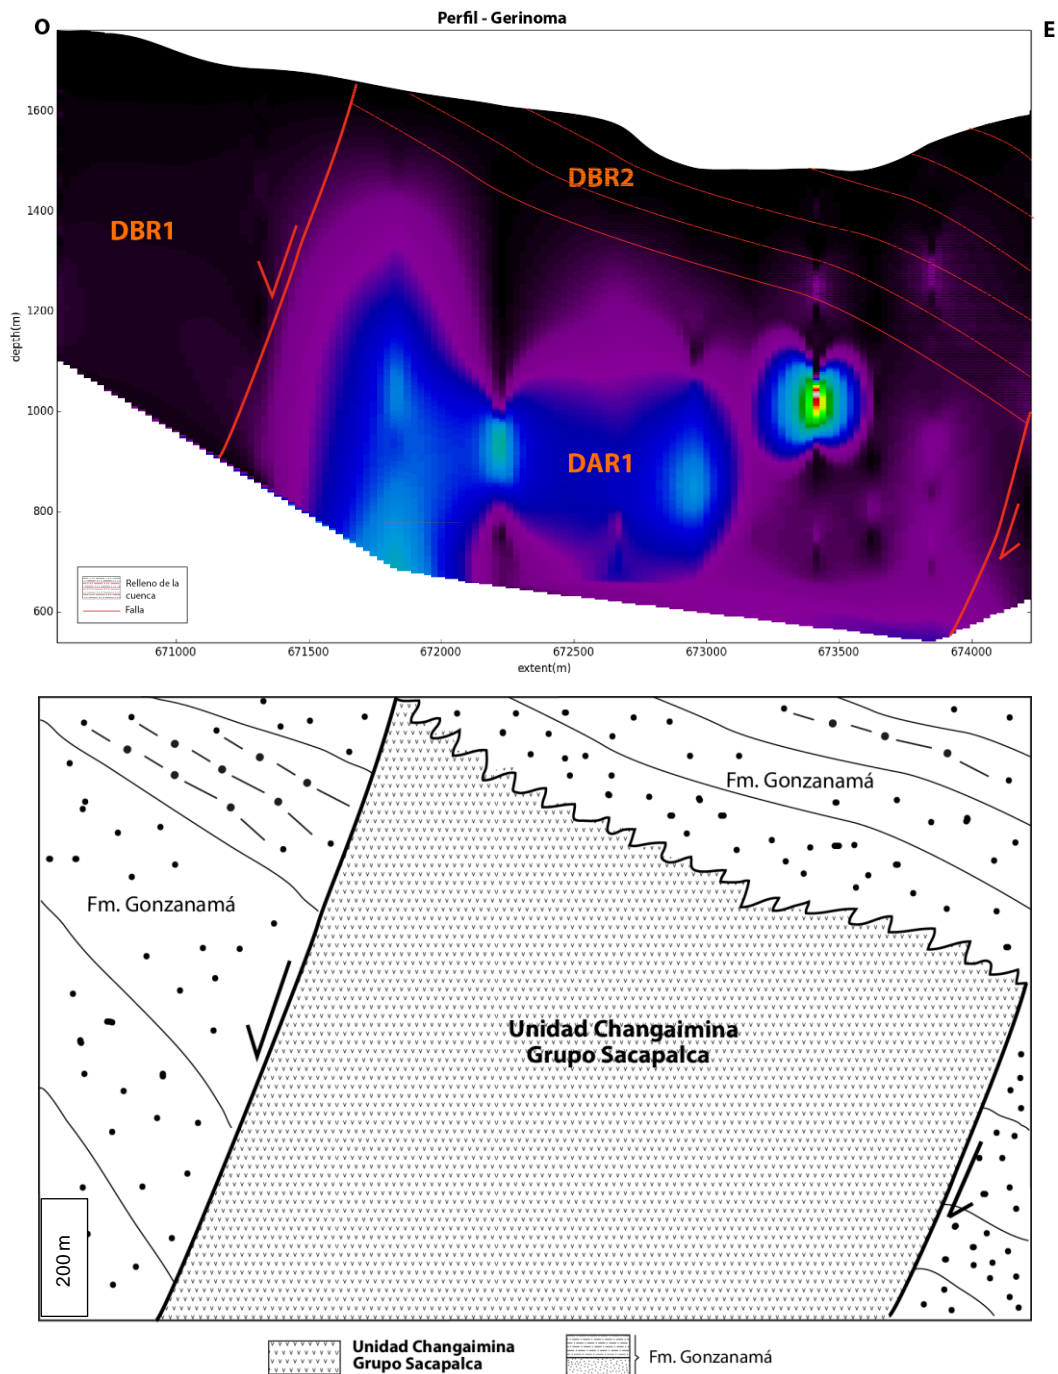 Perfil - Gerinoma
O
E
1600
1400
1200
1000
800
600
depth(m)
DBR1
DBR2
DAR1
Relleno de la
cuenca
Falla
671000
671500
672000
672500
673000
673500
674000
extent(m)
Fm. Gonzanamá
Fm. Gonzanamá
Unidad Changaimina
Grupo Sacapalca
200 m
Unidad Changaimina
Grupo Sacapalca
Fm. Gonzanamá